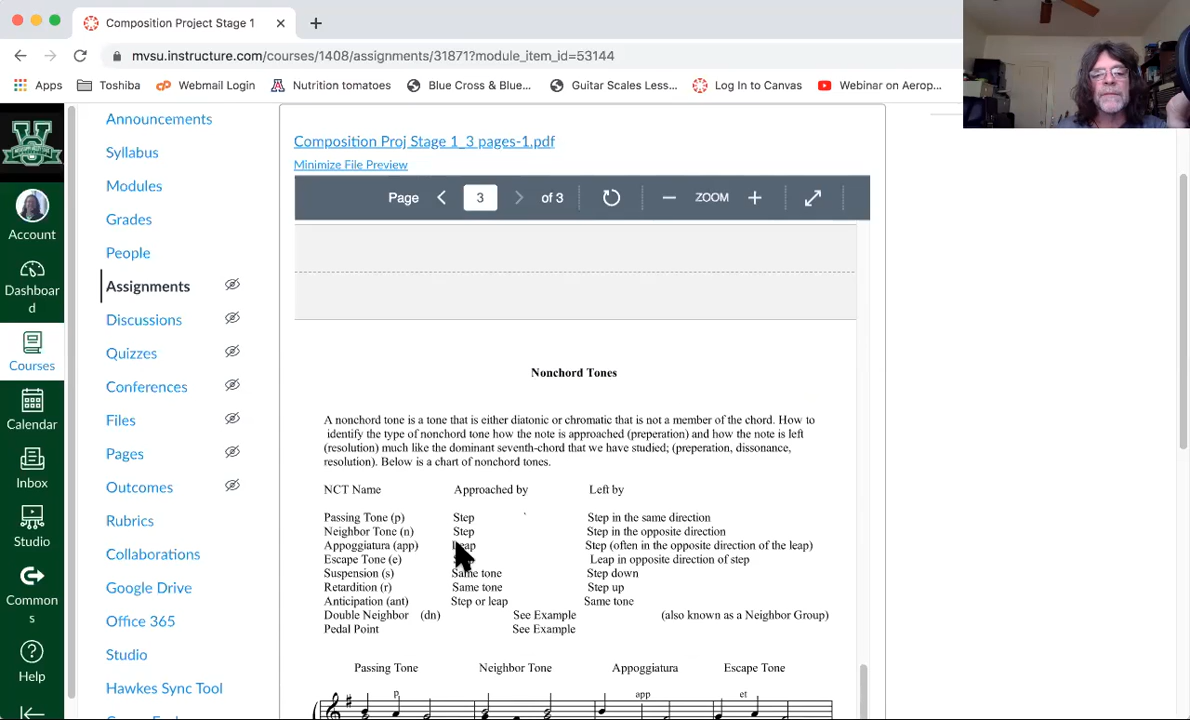 Composition Project Stage 1
mvsu.instructure.com/courses/1408/assignments/31871?module_item_id=53144
Apps Toshiba Webmail Login Nutrition tomatoes Blue Cross & Blue... Guitar Scales Less... Log In to Canvas Webinar on Aerop...
Account
Dashboar
d
Courses
Calendar
Inbox
Studio
Common
s
Help
Announcements
Syllabus
Modules
Grades
People
Assignments
Discussions
Quizzes
Conferences
Files
Pages
Outcomes
Rubrics
Collaborations
Google Drive
Office 365
Studio
Hawkes Sync Tool
Composition Proj Stage 1_3 pages-1.pdf
Minimize File Preview
Page 3 of 3 ZOOM
Nonchord Tones
A nonchord tone is a tone that is either diatonic or chromatic that is not a member of the chord. How to
identify the type of nonchord tone how the note is approached (preperation) and how the note is left
(resolution) much like the dominant seventh-chord that we have studied; (preperation, dissonance,
resolution). Below is a chart of nonchord tones.
NCT Name Approached by Left by
Passing Tone (p) Step Step in the same direction
Neighbor Tone (n) Step Step in the opposite direction
Appoggiatura (app) Leap Step (often in the opposite direction of the leap)
Escape Tone (e) Leap in opposite direction of step
Suspension (s) Same tone Step down
Retardition (r) Same tone Step up
Anticipation (ant) Step or leap Same tone
Double Neighbor (dn) See Example (also known as a Neighbor Group)
Pedal Point See Example
Passing Tone Neighbor Tone Appoggiatura Escape Tone
p app et